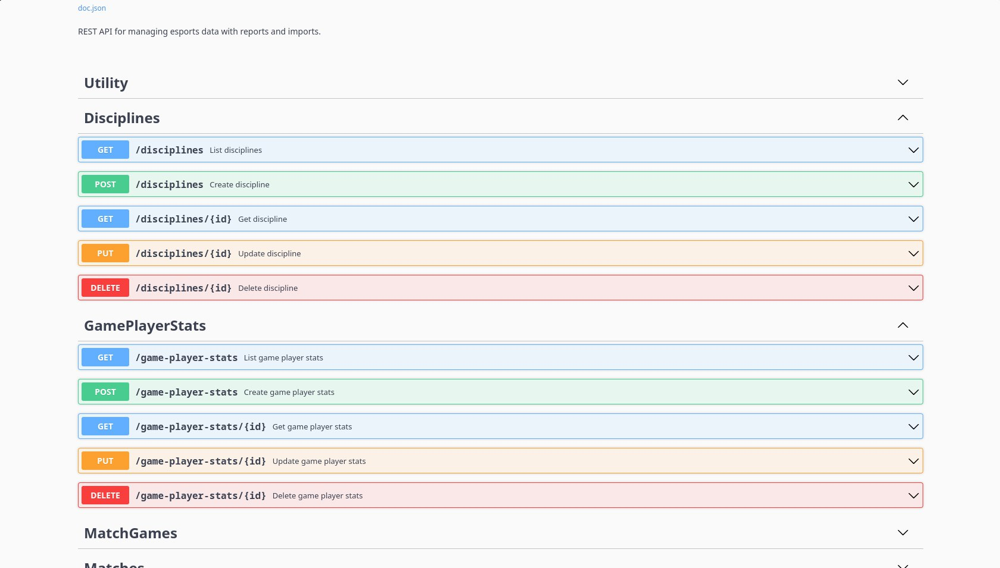 doc.json
REST API for managing esports data with reports and imports.
Utility
Disciplines
GET /disciplines List disciplines
POST /disciplines Create discipline
GET /disciplines/{id} Get discipline
PUT /disciplines/{id} Update discipline
DELETE /disciplines/{id} Delete discipline
GamePlayerStats
GET /game-player-stats List game player stats
POST /game-player-stats Create game player stats
GET /game-player-stats/{id} Get game player stats
PUT /game-player-stats/{id} Update game player stats
DELETE /game-player-stats/{id} Delete game player stats
MatchGames
Matches